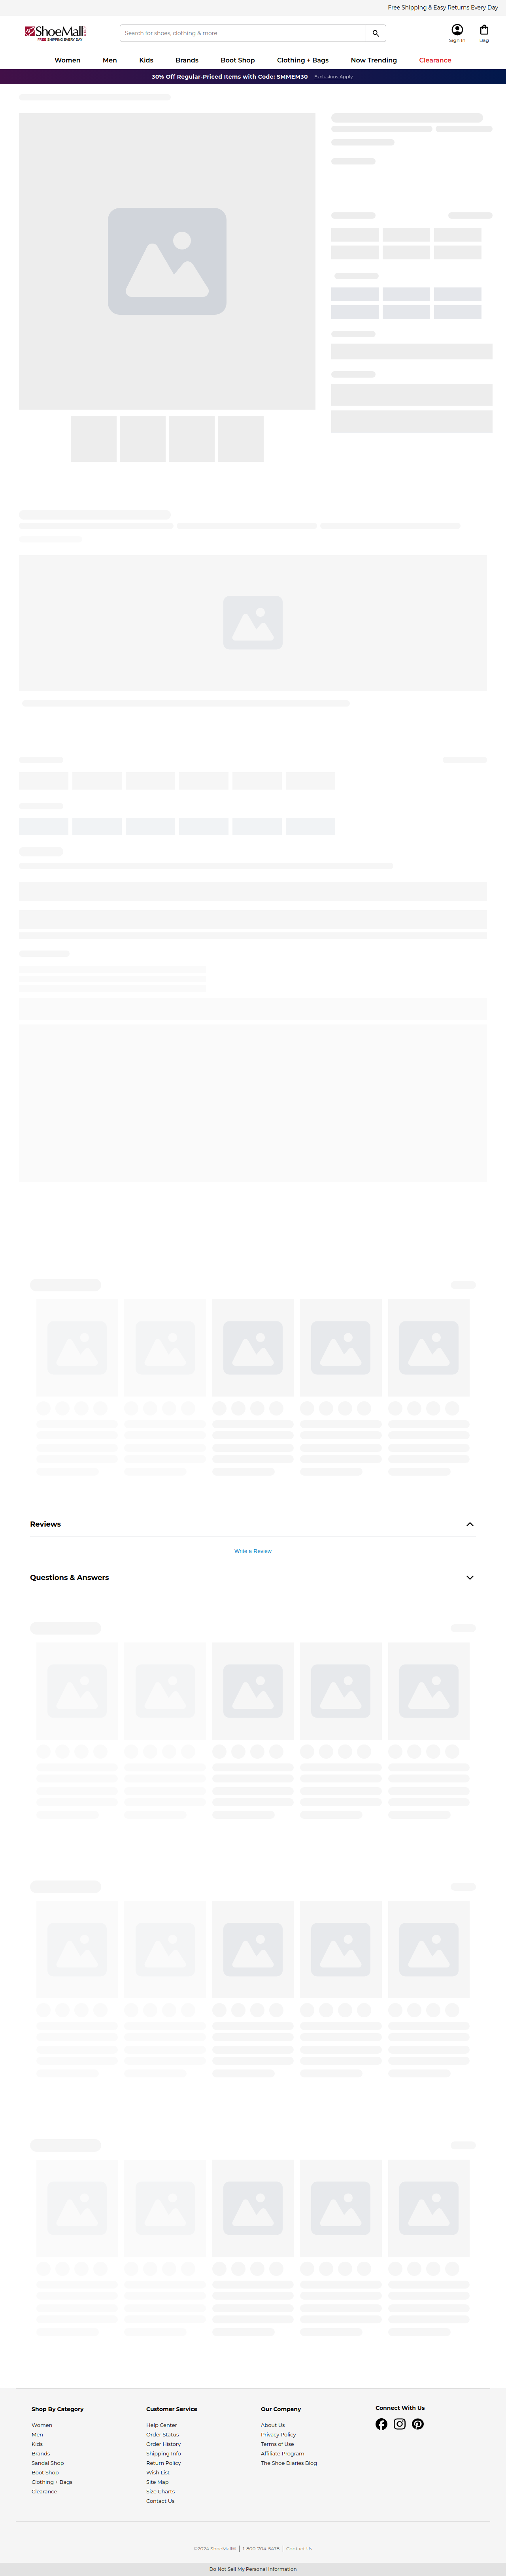 Free Shipping & Easy Returns Every Day
ShoeMall
FREE SHIPPING EVERY DAY
Search for shoes, clothing & more
Sign In
Bag
Women
Men
Kids
Brands
Boot Shop
Clothing + Bags
Now Trending
Clearance
30% Off Regular-Priced Items with Code: SMMEM30 Exclusions Apply
Reviews
Write a Review
Questions & Answers
Shop By Category
Women
Men
Kids
Brands
Sandal Shop
Boot Shop
Clothing + Bags
Clearance
Customer Service
Help Center
Order Status
Order History
Shipping Info
Return Policy
Wish List
Site Map
Size Charts
Contact Us
Our Company
About Us
Privacy Policy
Terms of Use
Affiliate Program
The Shoe Diaries Blog
Connect With Us
©2024 ShoeMall® | 1-800-704-5478 | Contact Us
Do Not Sell My Personal Information